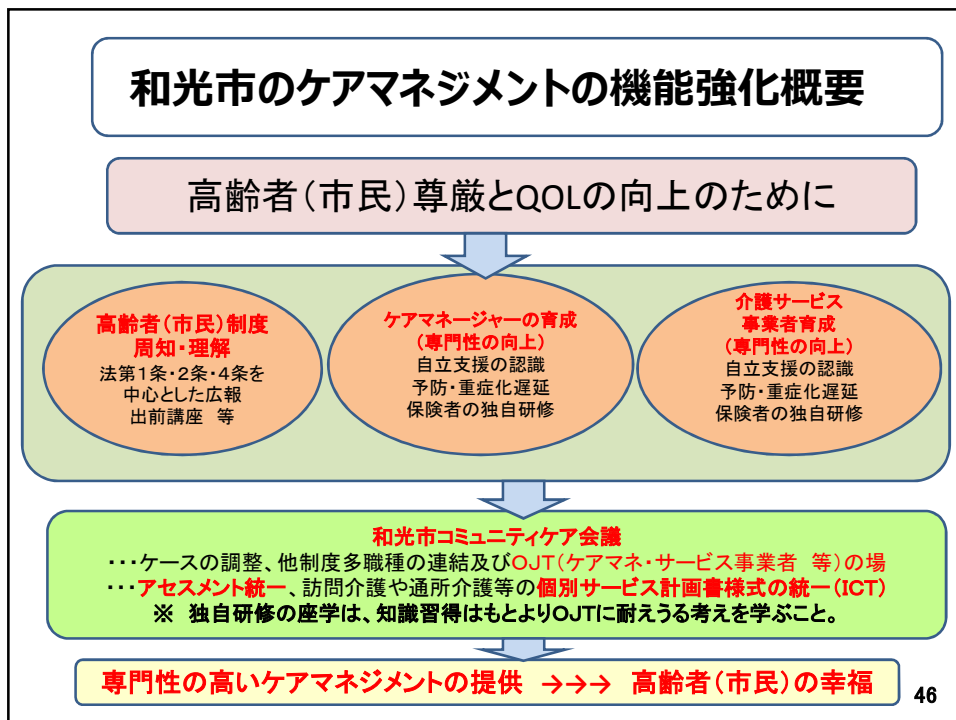 和光市のケアマネジメントの機能強化概要
高齢者(市民)尊厳とQOLの向上のために
高齢者(市民)制度
周知・理解
法第1条・2条・4条を
中心とした広報
出前講座 等
ケアマネージャーの育成
(専門性の向上)
自立支援の認識
予防・重症化遅延
保険者の独自研修
介護サービス
事業者育成
(専門性の向上)
自立支援の認識
予防・重症化遅延
保険者の独自研修
和光市コミュニティケア会議
・・・ケースの調整、他制度多職種の連結及びOJT(ケアマネ・サービス事業者 等)の場
・・・アセスメント統一、訪問介護や通所介護等の個別サービス計画書様式の統一(ICT)
※ 独自研修の座学は、知識習得はもとよりOJTに耐えうる考えを学ぶこと。
専門性の高いケアマネジメントの提供 →→→ 高齢者(市民)の幸福
46